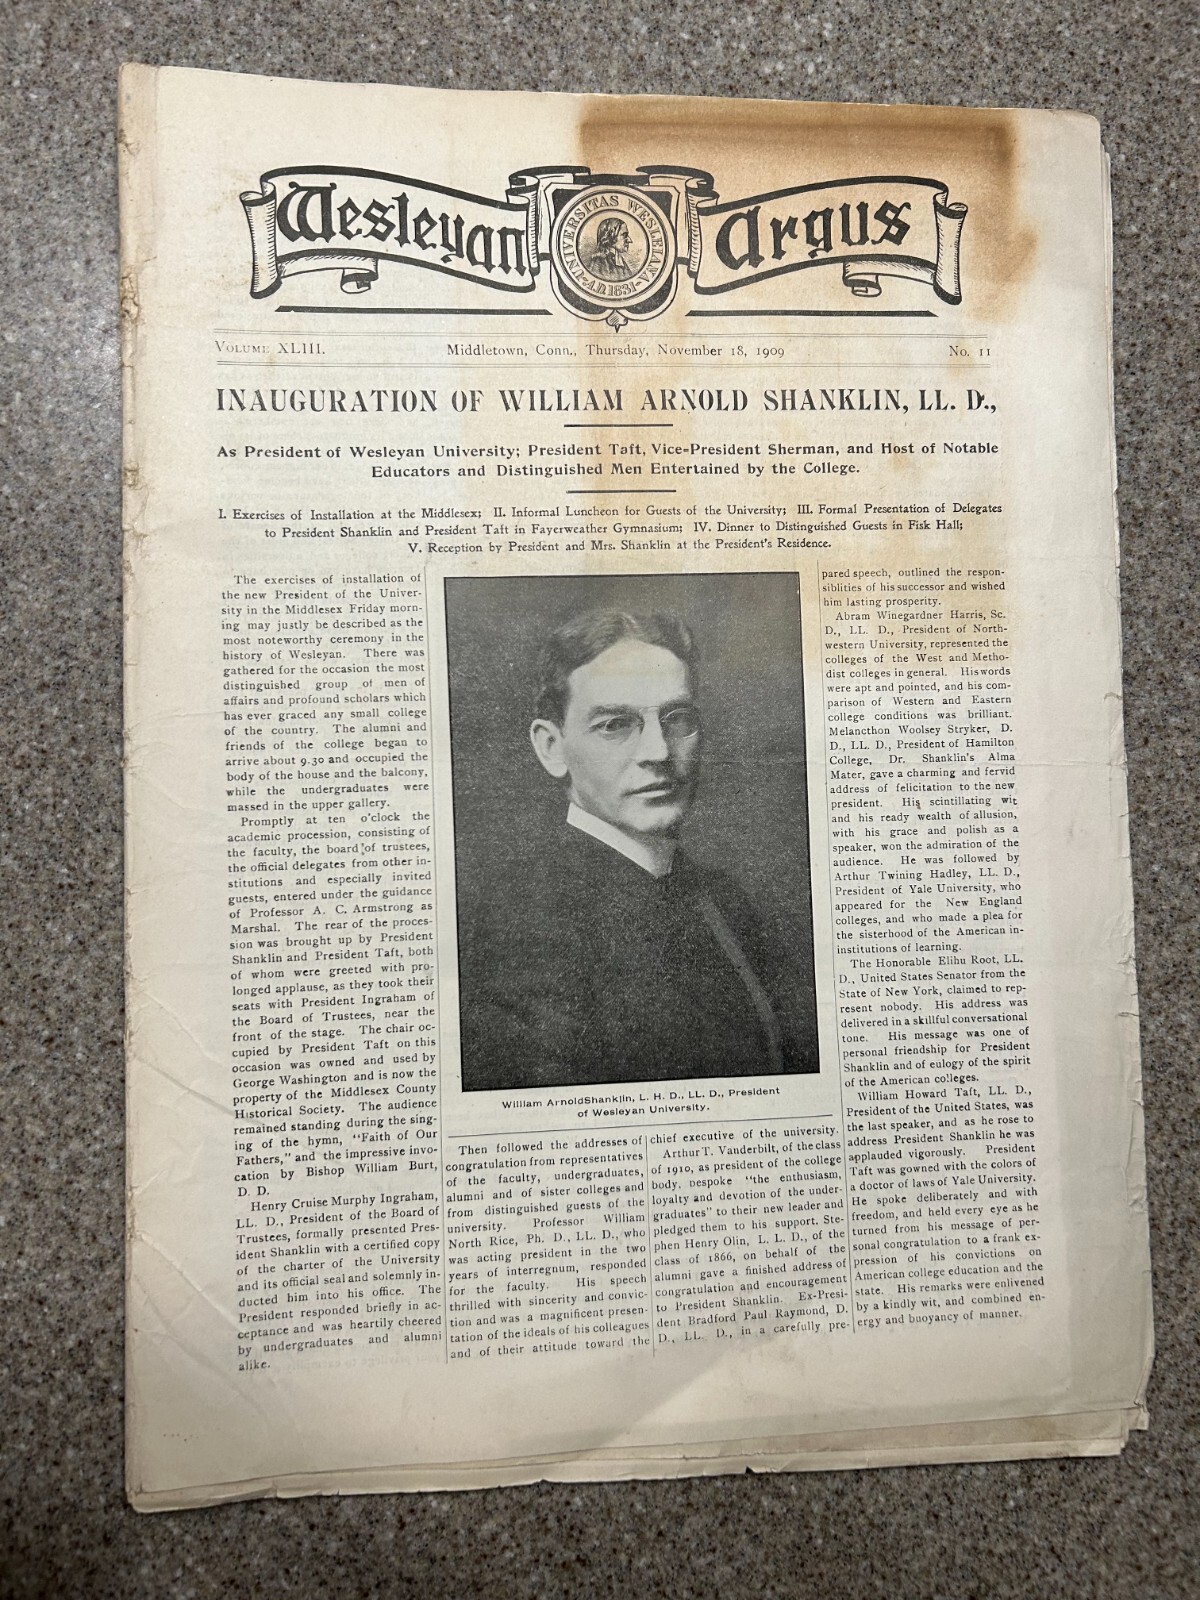 Wesleyan Argus
UNIVERSITAS WESLEIANA
A.D. 1831
VOLUME XLIII.
Middletown, Conn., Thursday, November 18, 1909
No. 11
INAUGURATION OF WILLIAM ARNOLD SHANKLIN, LL. D.,
As President of Wesleyan University; President Taft, Vice-President Sherman, and Host of Notable
Educators and Distinguished Men Entertained by the College.
I. Exercises of Installation at the Middlesex; II. Informal Luncheon for Guests of the University; III. Formal Presentation of Delegates
to President Shanklin and President Taft in Fayerweather Gymnasium; IV. Dinner to Distinguished Guests in Fisk Hall;
V. Reception by President and Mrs. Shanklin at the President's Residence.
The exercises of installation of
the new President of the Univer-
sity in the Middlesex Friday morn-
ing may justly be described as the
most noteworthy ceremony in the
history of Wesleyan. There was
gathered for the occasion the most
distinguished group of men of
affairs and profound scholars which
has ever graced any small college
of the country. The alumni and
friends of the college began to
arrive about 9.30 and occupied the
body of the house and the balcony,
while the undergraduates were
massed in the upper gallery.
Promptly at ten o'clock the
academic procession, consisting of
the faculty, the board of trustees,
the official delegates from other in-
stitutions and especially invited
guests, entered under the guidance
of Professor A. C. Armstrong as
Marshal. The rear of the proces-
sion was brought up by President
Shanklin and President Taft, both
of whom were greeted with pro-
longed applause, as they took their
seats with President Ingraham of
the Board of Trustees, near the
front of the stage. The chair oc-
cupied by President Taft on this
occasion was owned and used by
George Washington and is now the
property of the Middlesex County
Historical Society. The audience
remained standing during the sing-
ing of the hymn, "Faith of Our
Fathers," and the impressive invo-
cation by Bishop William Burt,
D. D.
Henry Cruise Murphy Ingraham,
LL. D., President of the Board of
Trustees, formally presented Pres-
ident Shanklin with a certified copy
of the charter of the University
and its official seal and solemnly in-
ducted him into his office. The
President responded briefly in ac-
ceptance and was heartily cheered
by undergraduates and alumni
alike.
William ArnoldShanklin, L. H. D., LL. D., President
of Wesleyan University.
Then followed the addresses of
congratulation from representatives
of the faculty, undergraduates,
alumni and of sister colleges and
from distinguished guests of the
university. Professor William
North Rice, Ph. D., LL. D., who
was acting president in the two
years of interregnum, responded
for the faculty. His speech
thrilled with sincerity and convic-
tion and was a magnificent presen-
tation of the ideals of his colleagues
and of their attitude toward the
chief executive of the university.
Arthur T. Vanderbilt, of the class
of 1910, as president of the college
body, bespoke "the enthusiasm,
loyalty and devotion of the under-
graduates" to their new leader and
pledged them to his support. Ste-
phen Henry Olin, L. L. D., of the
class of 1866, on behalf of the
alumni gave a finished address of
congratulation and encouragement
to President Shanklin. Ex-Presi-
dent Bradford Paul Raymond, D.
D., LL. D., in a carefully pre-
pared speech, outlined the respon-
siblities of his successor and wished
him lasting prosperity.
Abram Winegardner Harris, Sc.
D., LL. D., President of North-
western University, represented the
colleges of the West and Metho-
dist colleges in general. His words
were apt and pointed, and his com-
parison of Western and Eastern
college conditions was brilliant.
Melancthon Woolsey Stryker, D.
D., LL. D., President of Hamilton
College, Dr. Shanklin's Alma
Mater, gave a charming and fervid
address of felicitation to the new
president. His scintillating wit
and his ready wealth of allusion,
with his grace and polish as a
speaker, won the admiration of the
audience. He was followed by
Arthur Twining Hadley, LL. D.,
President of Yale University, who
appeared for the New England
colleges, and who made a plea for
the sisterhood of the American in-
institutions of learning.
The Honorable Elihu Root, LL.
D., United States Senator from the
State of New York, claimed to rep-
resent nobody. His address was
delivered in a skillful conversational
tone. His message was one of
personal friendship for President
Shanklin and of eulogy of the spirit
of the American colleges.
William Howard Taft, LL. D.,
President of the United States, was
the last speaker, and as he rose to
address President Shanklin he was
applauded vigorously. President
Taft was gowned with the colors of
a doctor of laws of Yale University.
He spoke deliberately and with
freedom, and held every eye as he
turned from his message of per-
sonal congratulation to a frank ex-
pression of his convictions on
American college education and the
state. His remarks were enlivened
by a kindly wit, and combined en-
ergy and buoyancy of manner.